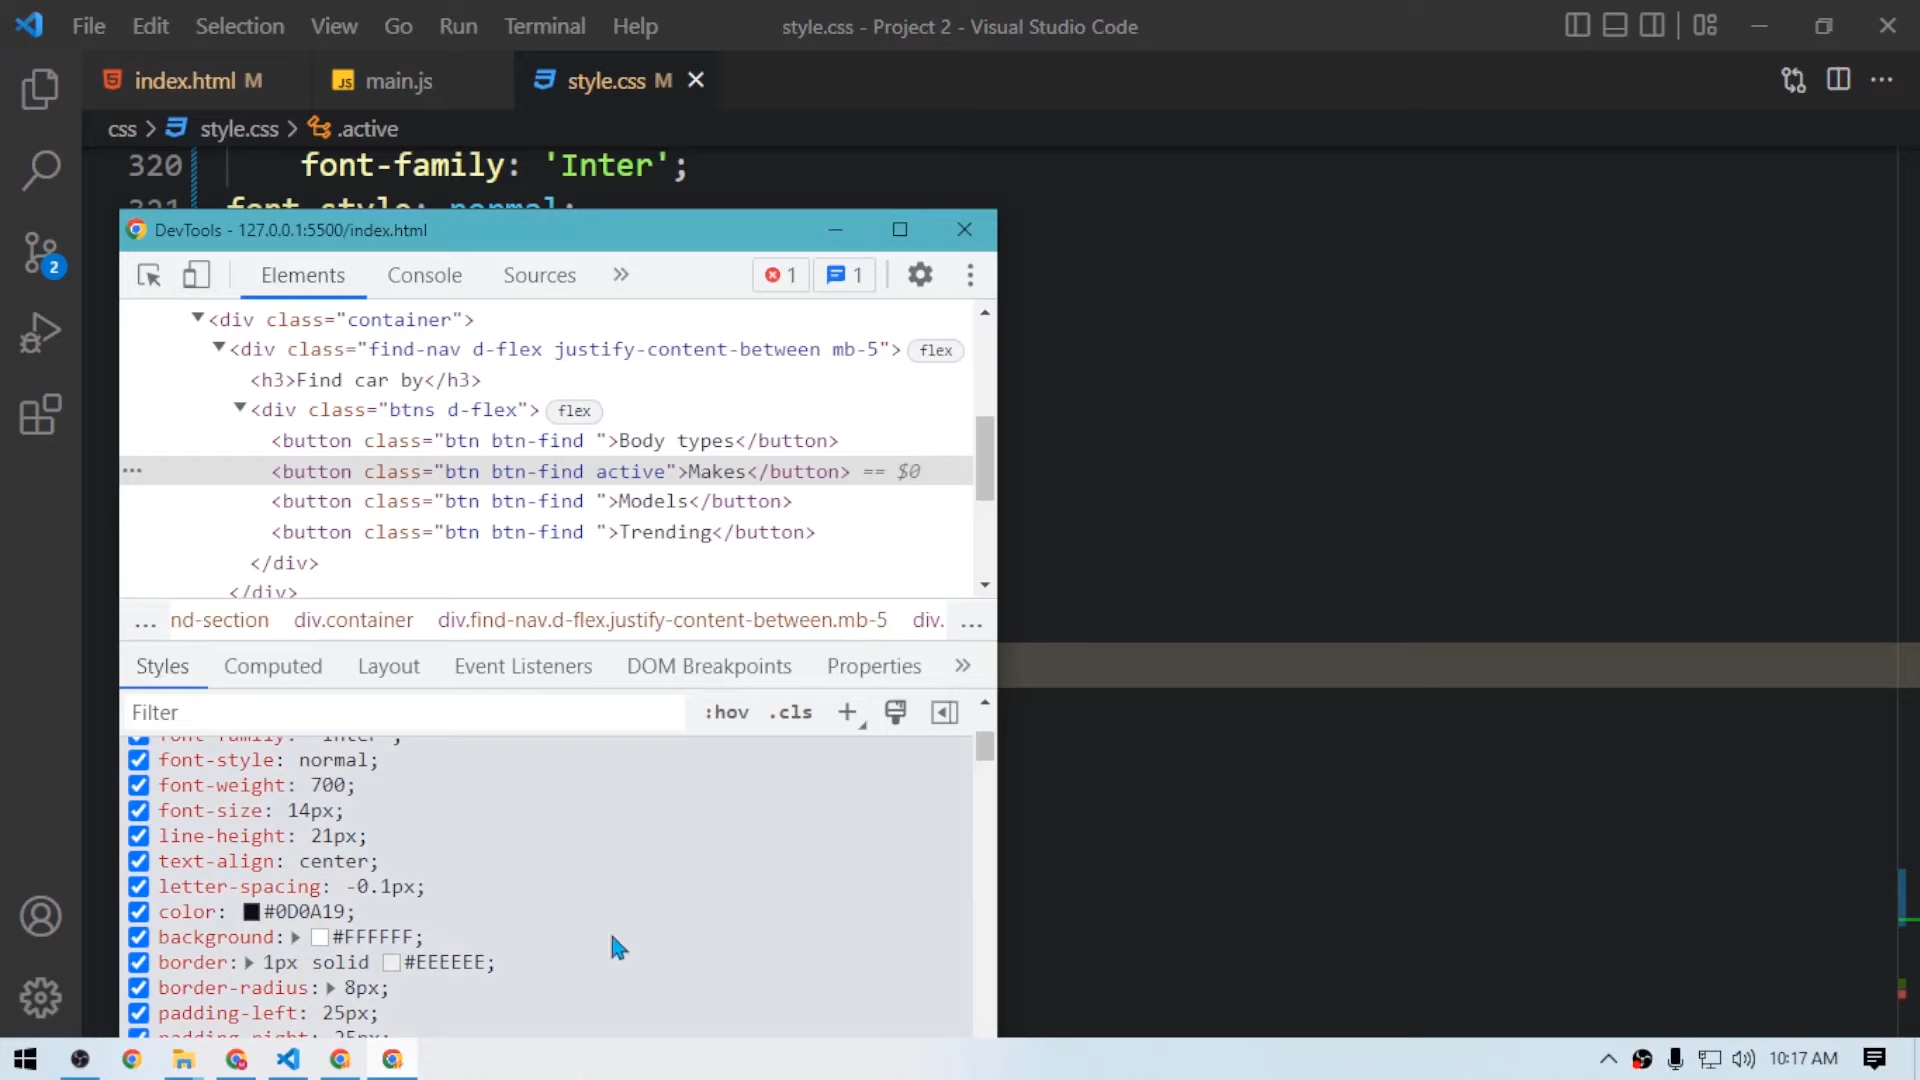 File Edit Selection View Go Run Terminal Help style.css - Project 2 - Visual Studio Code
index.html M JS main.js style.css M
css > style.css > .active
320 font-family: 'Inter';
321 font-style: normal;
DevTools - 127.0.0.1:5500/index.html
Elements Console Sources » 1 1
<div class="container">
<div class="find-nav d-flex justify-content-between mb-5"> flex
<h3>Find car by</h3>
<div class="btns d-flex"> flex
<button class="btn btn-find ">Body types</button>
... <button class="btn btn-find active">Makes</button> == $0
<button class="btn btn-find ">Models</button>
<button class="btn btn-find ">Trending</button>
</div>
</div>
... nd-section div.container div.find-nav.d-flex.justify-content-between.mb-5 div. ...
Styles Computed Layout Event Listeners DOM Breakpoints Properties »
Filter :hov .cls +
font-family: 'Inter';
font-style: normal;
font-weight: 700;
font-size: 14px;
line-height: 21px;
text-align: center;
letter-spacing: -0.1px;
color: #0D0A19;
background: #FFFFFF;
border: 1px solid #EEEEEE;
border-radius: 8px;
padding-left: 25px;
padding-right: 25px;
2
10:17 AM